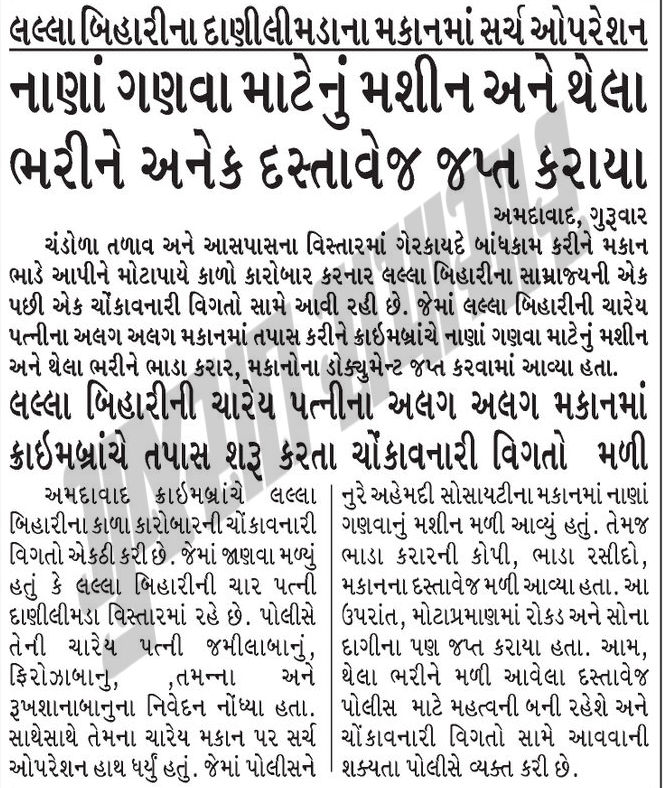 લલ્લા બિહારીના દાણીલીમડાના મકાનમાં સર્ચ ઓપરેશન
નાણાં ગણવા માટેનું મશીન અને થેલા
ભરીને અનેક દસ્તાવેજ જપ્ત કરાયા
અમદાવાદ, ગુરૂવાર
ચંડોળા તળાવ અને આસપાસના વિસ્તારમાં ગેરકાયદે બાંધકામ કરીને મકાન
ભાડે આપીને મોટાપાયે કાળો કારોબાર કરનાર લલ્લા બિહારીના સામ્રાજ્યની એક
પછી એક ચોંકાવનારી વિગતો સામે આવી રહી છે. જેમાં લલ્લા બિહારીની ચારેય
પત્નીના અલગ અલગ મકાનમાં તપાસ કરીને ક્રાઇમબ્રાંચે નાણાં ગણવા માટેનું મશીન
અને થેલા ભરીને ભાડા કરાર, મકાનોના ડોક્યુમેન્ટ જપ્ત કરવામાં આવ્યા હતા.
લલ્લા બિહારીની ચારેય પત્નીના અલગ અલગ મકાનમાં
ક્રાઇમબ્રાંચે તપાસ શરૂ કરતા ચોંકાવનારી વિગતો મળી
અમદાવાદ ક્રાઇમબ્રાંચે લલ્લા
બિહારીના કાળા કારોબારની ચોંકાવનારી
વિગતો એકઠી કરી છે. જેમાં જાણવા મળ્યું
હતું કે લલ્લા બિહારીની ચાર પત્ની
દાણીલીમડા વિસ્તારમાં રહે છે. પોલીસે
તેની ચારેય પત્ની જમીલાબાનું,
ફિરોઝાબાનુ, ,તમન્ના અને
રૂખશાનાબાનુના નિવેદન નોંધ્યા હતા.
સાથેસાથે તેમના ચારેય મકાન પર સર્ચ
ઓપરેશન હાથ ધર્યું હતું. જેમાં પોલીસને
નુરે અહેમદી સોસાયટીના મકાનમાં નાણાં
ગણવાનું મશીન મળી આવ્યું હતું. તેમજ
ભાડા કરારની કોપી, ભાડા રસીદો,
મકાનના દસ્તાવેજ મળી આવ્યા હતા. આ
ઉપરાંત, મોટાપ્રમાણમાં રોકડ અને સોના
દાગીના પણ જપ્ત કરાયા હતા. આમ,
થેલા ભરીને મળી આવેલા દસ્તાવેજ
પોલીસ માટે મહત્વની બની રહેશે અને
ચોંકાવનારી વિગતો સામે આવવાની
શક્યતા પોલીસે વ્યક્ત કરી છે.